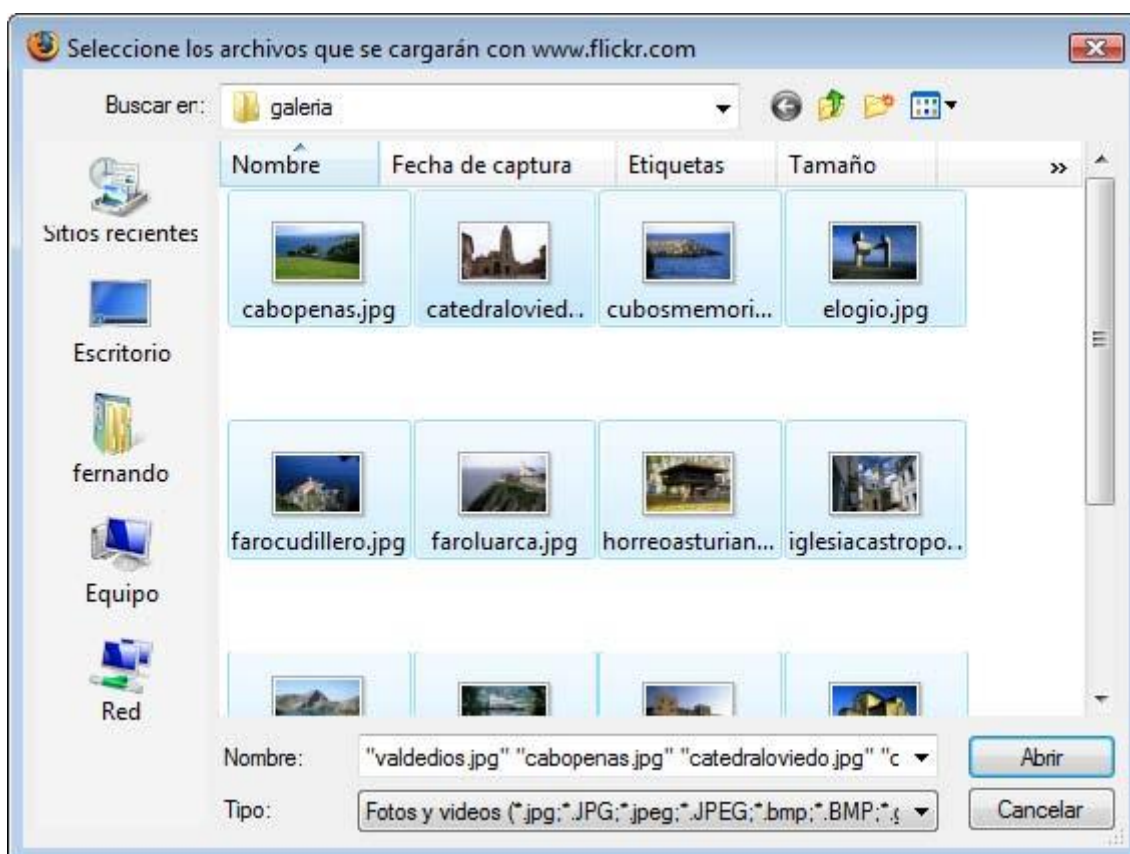 Seleccione los archivos que se cargarán con www.flickr.com
Buscar en: galeria
Nombre Fecha de captura Etiquetas Tamaño »
Sitios recientes
Escritorio
fernando
Equipo
Red
cabopenas.jpg catedralovied... cubosmemori... elogio.jpg
farocudillero.jpg faroluarca.jpg horreoasturian... iglesiacastropo...
Nombre: "valdedios.jpg" "cabopenas.jpg" "catedraloviedo.jpg" "c Abrir
Tipo: Fotos y videos (*.jpg;*.JPG;*.jpeg;*.JPEG;*.bmp;*.BMP;*.g Cancelar